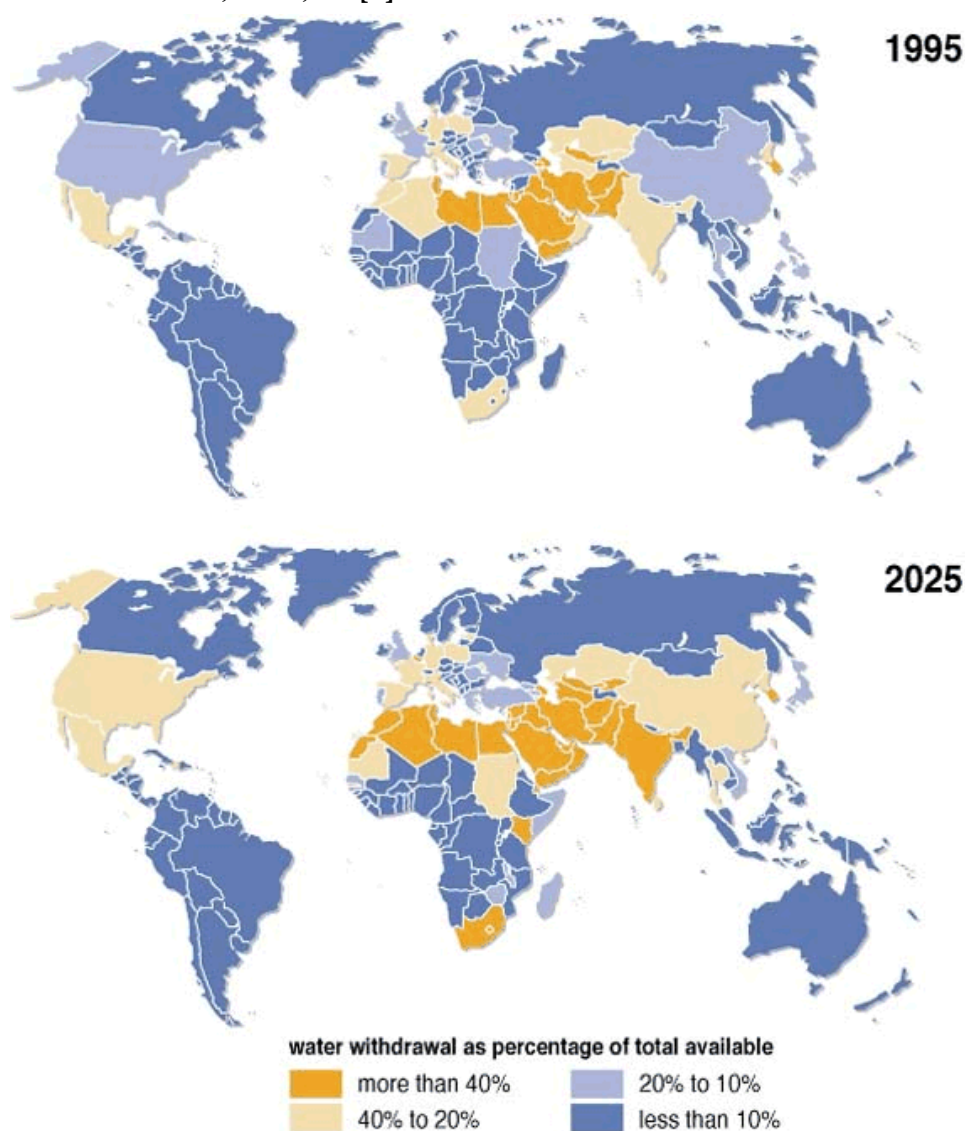 1995
2025
water withdrawal as percentage of total available
more than 40%
20% to 10%
40% to 20%
less than 10%